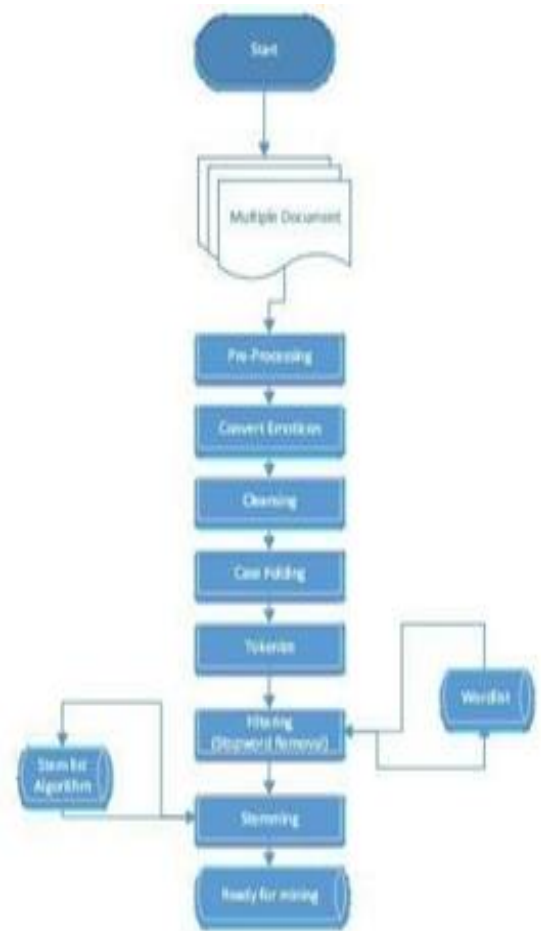 Start
Multiple Document
Pre-Processing
Convert Emoticon
Cleansing
Case Folding
Tokenize
Wordlist
Filtering
(Stopword Removal)
Algorithm
Stemming
Ready for mining